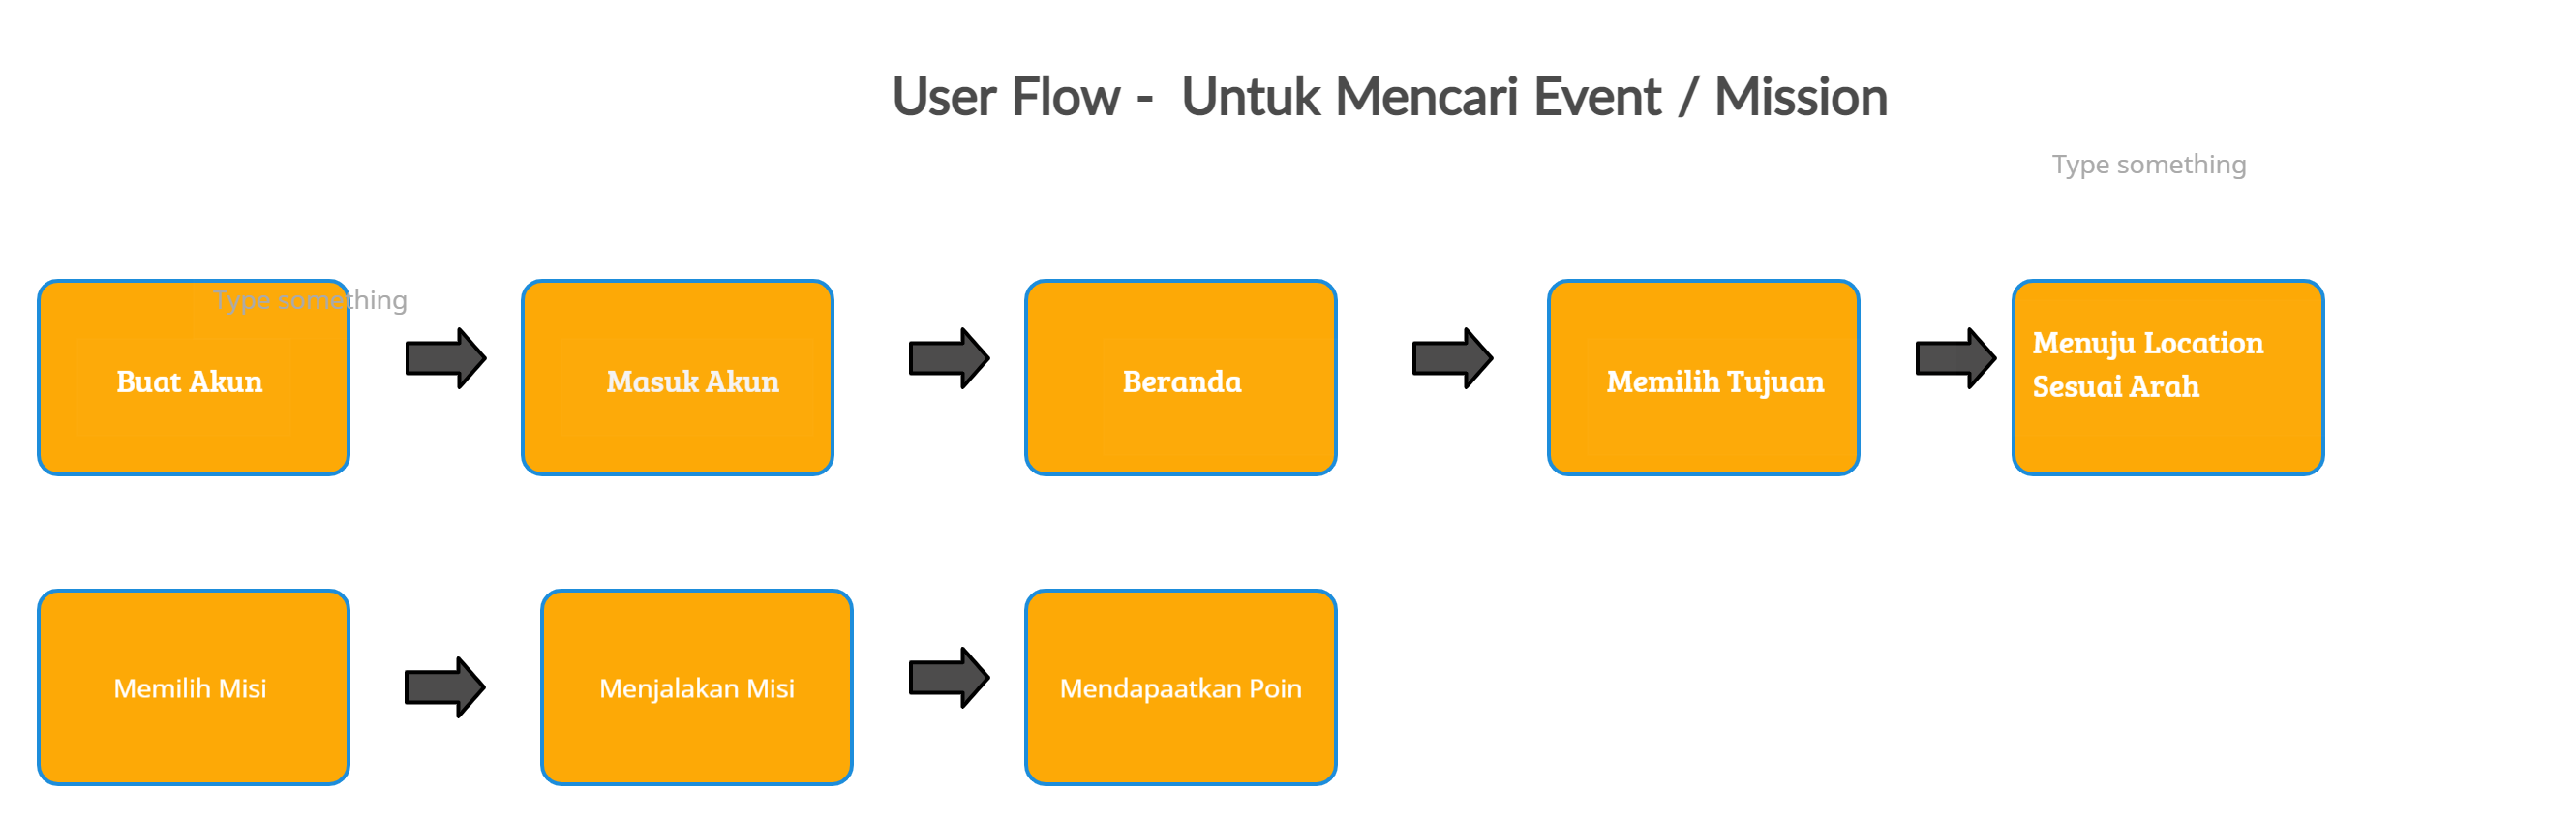 User Flow - Untuk Mencari Event / Mission
Type something
Type something
Buat Akun
Masuk Akun
Beranda
Memilih Tujuan
Menuju Location
Sesuai Arah
Memilih Misi
Menjalakan Misi
Mendapaatkan Poin